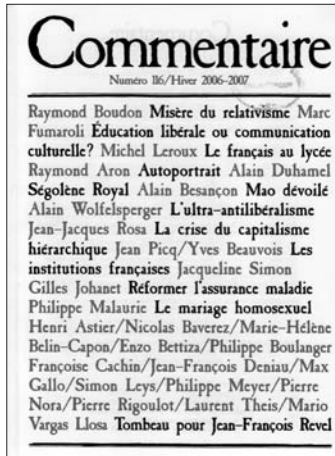 Commentaire
Numéro 116/Hiver 2006-2007
Raymond Boudon Misère du relativisme Marc
Fumaroli Éducation libérale ou communication
culturelle? Michel Leroux Le français au lycée
Raymond Aron Autoportrait Alain Duhamel
Ségolène Royal Alain Besançon Mao dévoilé
Alain Wolfelsperger L'ultra-antilibéralisme
Jean-Jacques Rosa La crise du capitalisme
hiérarchique Jean Picq/Yves Beauvois Les
institutions françaises Jacqueline Simon
Gilles Johanet Réformer l'assurance maladie
Philippe Malaurie Le mariage homosexuel
Henri Astier/Nicolas Baverez/Marie-Hélène
Belin-Capon/Enzo Bettiza/Philippe Boulanger
Françoise Cachin/Jean-François Deniau/Max
Gallo/Simon Leys/Philippe Meyer/Pierre
Nora/Pierre Rigoulot/Laurent Theis/Mario
Vargas Llosa Tombeau pour Jean-François Revel